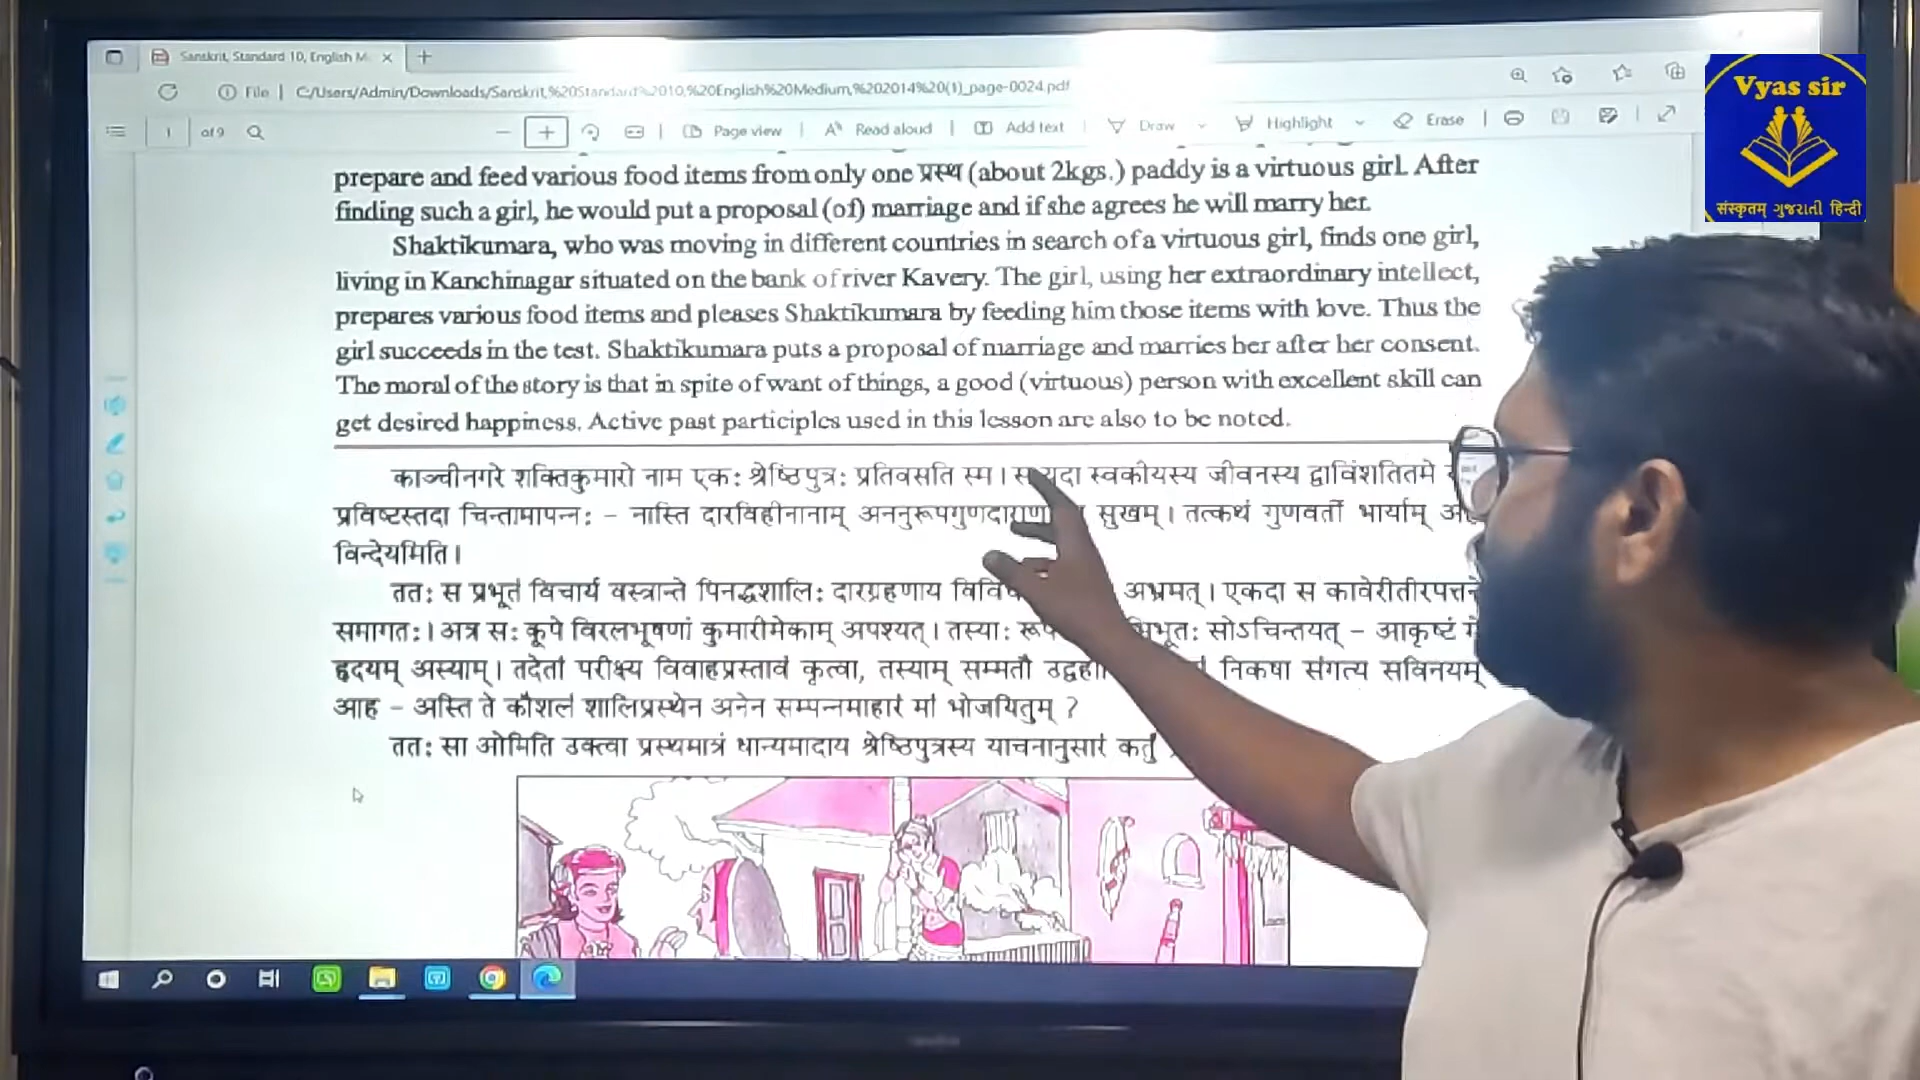 Sanskrit, Standard 10, English M
File | C:/Users/Admin/Downloads/Sanskrit,%20Standard%2010,%20English%20Medium,%202014%20(1)_page-0024.pdf
1 of 9 Page view Read aloud Add text Draw Highlight Erase
Vyas sir
संस्कृतम् ગુજરાતી हिन्दी
prepare and feed various food items from only one प्रस्थ (about 2kgs.) paddy is a virtuous girl. After
finding such a girl, he would put a proposal (of) marriage and if she agrees he will marry her.
Shaktikumara, who was moving in different countries in search of a virtuous girl, finds one girl,
living in Kanchinagar situated on the bank of river Kavery. The girl, using her extraordinary intellect,
prepares various food items and pleases Shaktikumara by feeding him those items with love. Thus the
girl succeeds in the test. Shaktikumara puts a proposal of marriage and marries her after her consent.
The moral of the story is that in spite of want of things, a good (virtuous) person with excellent skill can
get desired happiness. Active past participles used in this lesson are also to be noted.
काञ्चीनगरे शक्तिकुमारो नाम एकः श्रेष्ठिपुत्रः प्रतिवसति स्म । स यदा स्वकीयस्य जीवनस्य द्वाविंशतितमे
प्रविष्टस्तदा चिन्तामापन्नः – नास्ति दारविहीनानाम् सुखम् । तत्कथं गुणवतीं भार्याम्
विन्देयमिति ।
ततः स प्रभूतं विचार्य वस्त्रान्ते पिनद्धशालिः दारग्रहणाय अभ्रमत् । एकदा स कावेरीतीरपत्तने
समागतः । अत्र सः कूपे विरलभूषणां कुमारीमेकाम् अपश्यत् । तस्याः सोऽचिन्तयत् – आकृष्टं मे
हृदयम् अस्याम् । तदेतां परीक्ष्य विवाहप्रस्तावं कृत्वा, तस्याम् सम्मतौ निकषा संगत्य सविनयम्
आह – अस्ति ते कौशलं शालिप्रस्थेन अनेन सम्पन्नमाहारं मां भोजयितुम् ?
ततः सा ओमिति उक्त्वा प्रस्थमात्रं धान्यमादाय श्रेष्ठिपुत्रस्य याचनानुसारं कर्तुं